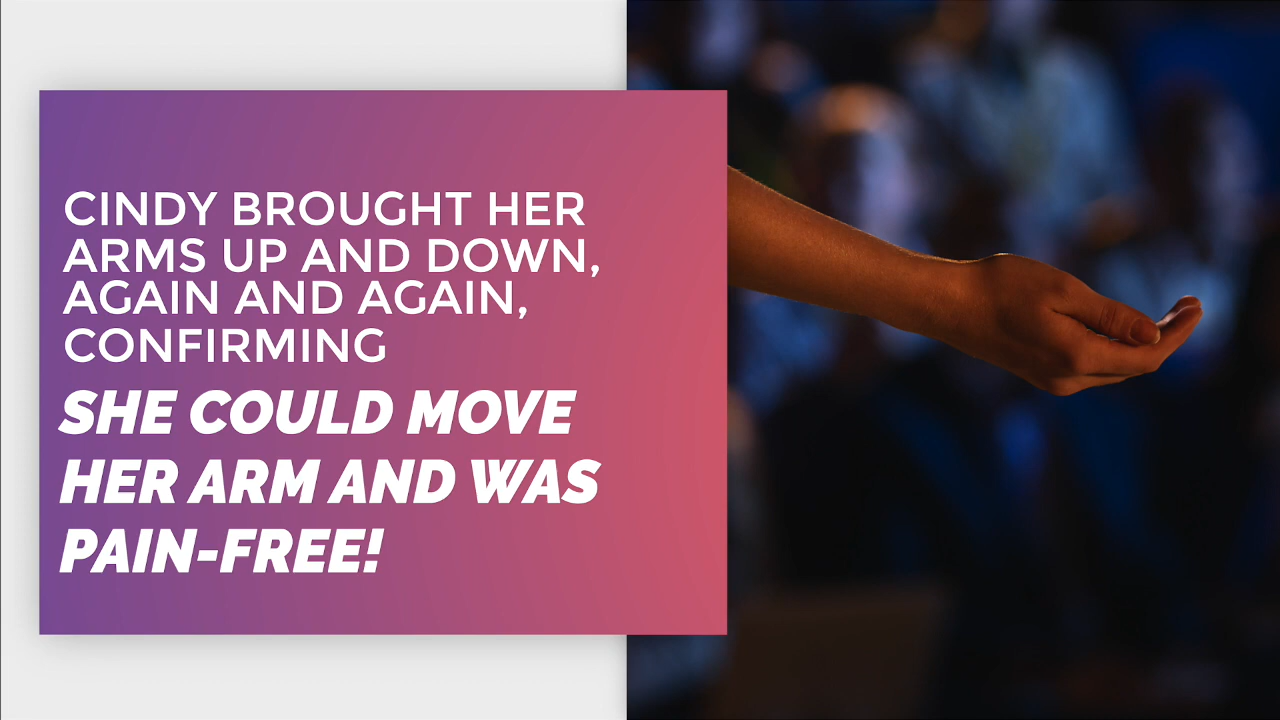 CINDY BROUGHT HER
ARMS UP AND DOWN,
AGAIN AND AGAIN,
CONFIRMING
SHE COULD MOVE
HER ARM AND WAS
PAIN-FREE!